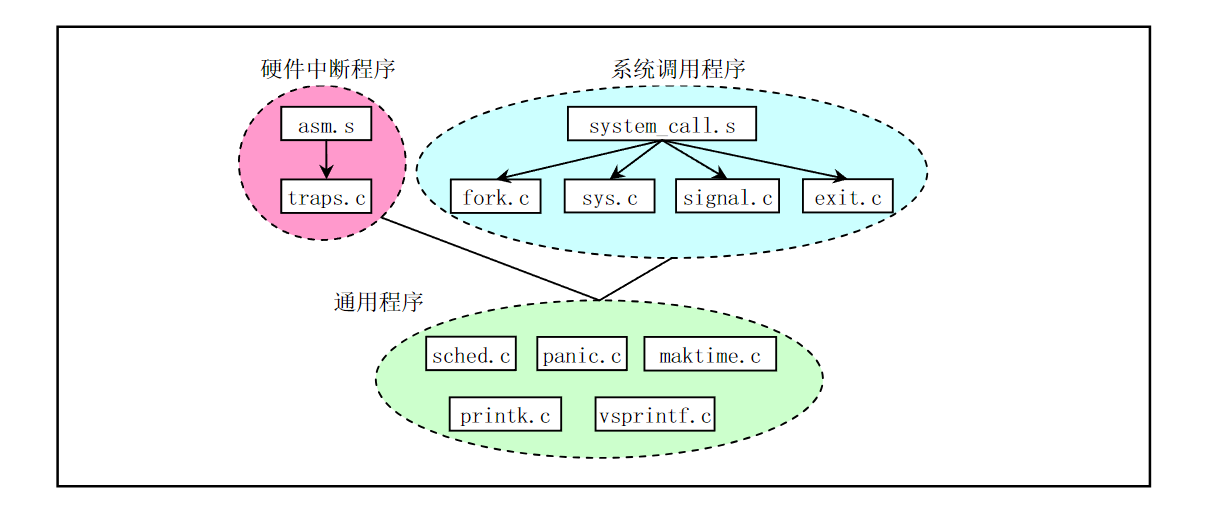 硬件中断程序
系统调用程序
asm.s
system_call.s
traps.c
fork.c
sys.c
signal.c
exit.c
通用程序
sched.c
panic.c
maktime.c
printk.c
vsprintf.c